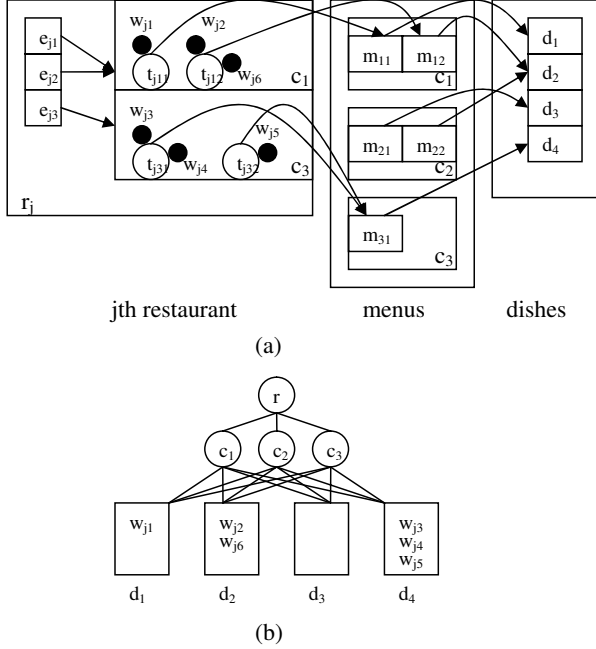 w_j1 w_j2
e_j1 m_11 m_12 d_1
e_j2 t_j11 t_j12 w_j6 c_1 c_1 d_2
e_j3 w_j3 w_j5 d_3
m_21 m_22 d_4
t_j31 w_j4 t_j32 c_3 c_2
r_j
m_31
c_3
jth restaurant menus dishes
(a)
r
c_1 c_2 c_3
w_j1 w_j2 w_j3
w_j6 w_j4
w_j5
d_1 d_2 d_3 d_4
(b)